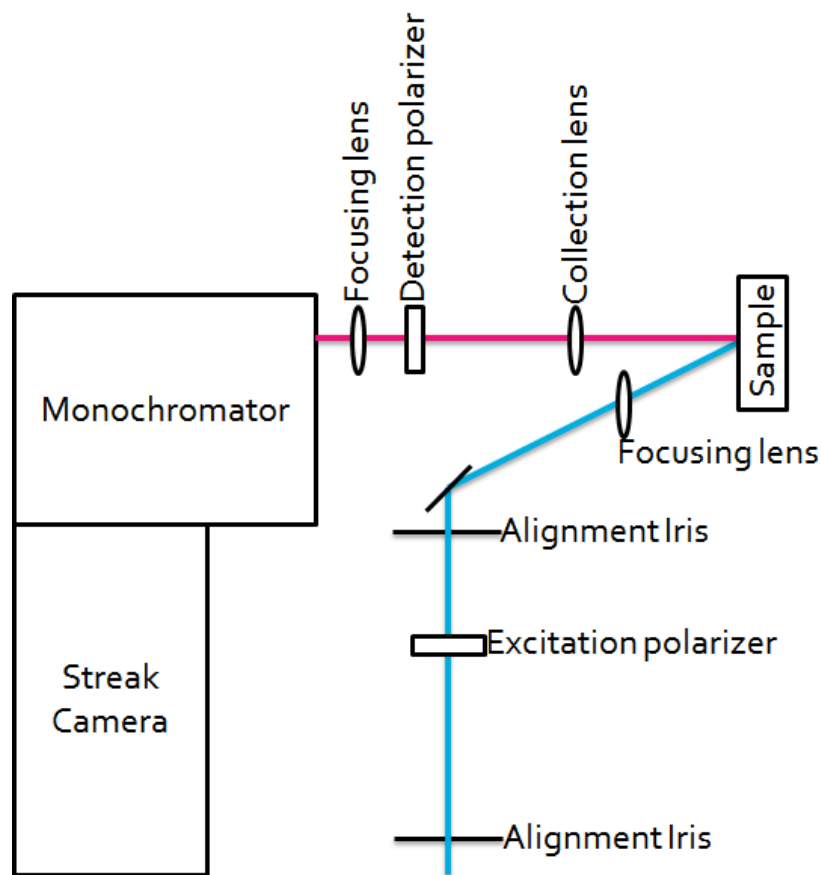 Focusing lens
Detection polarizer
Collection lens
Sample
Monochromator
Focusing lens
Alignment Iris
Excitation polarizer
Streak
Camera
Alignment Iris